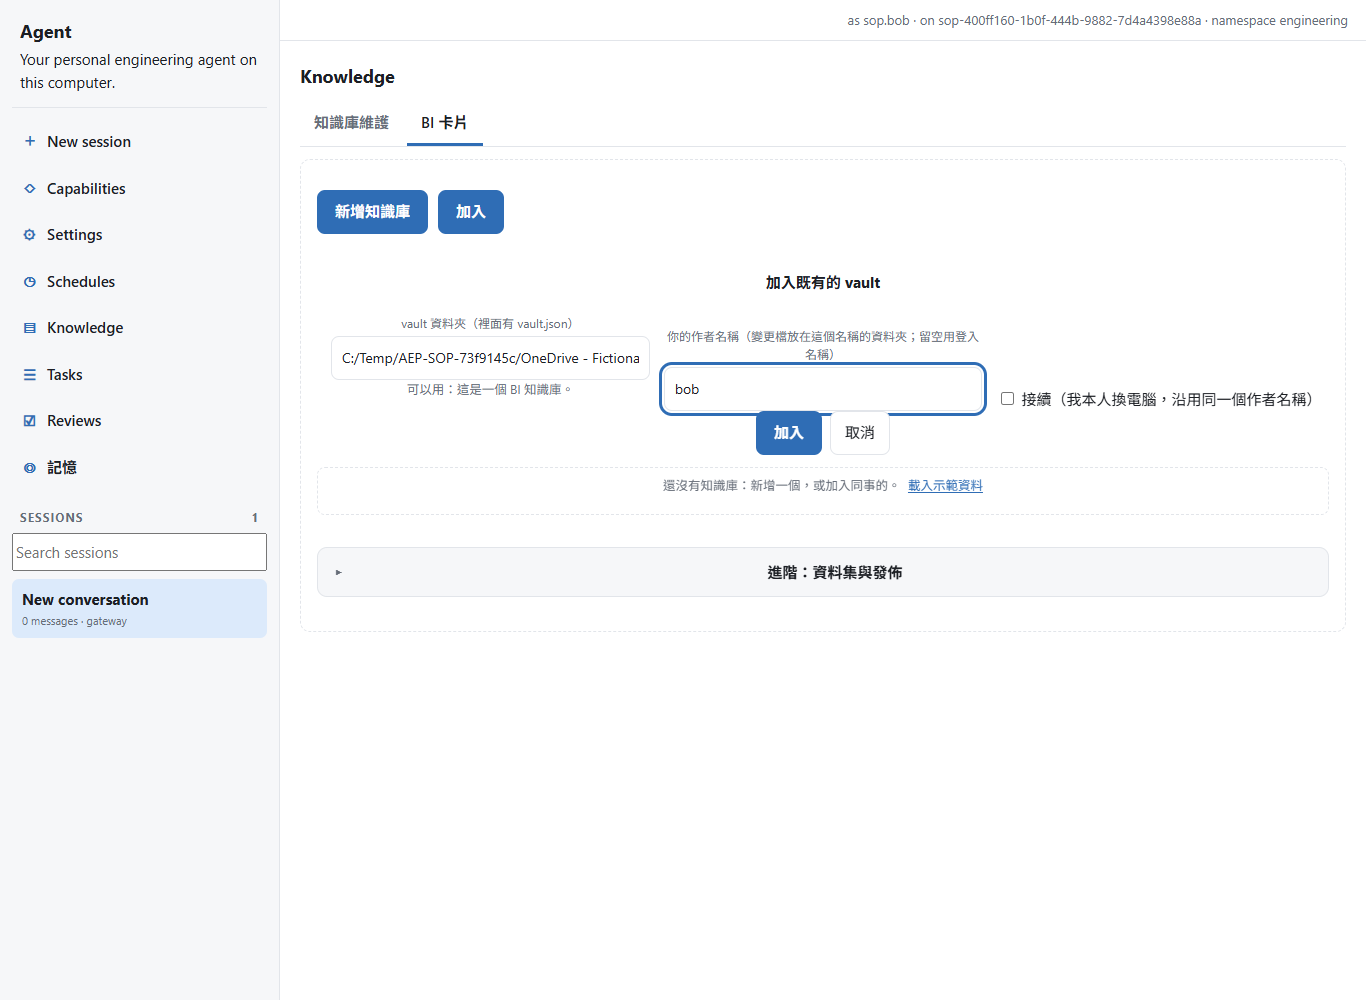 Agent
Your personal engineering agent on
this computer.
New session
Capabilities
Settings
Schedules
Knowledge
Tasks
Reviews
記憶
SESSIONS 1
Search sessions
New conversation
0 messages · gateway
as sop.bob · on sop-400ff160-1b0f-444b-9882-7d4a4398e88a · namespace engineering
Knowledge
知識庫維護 BI 卡片
新增知識庫 加入
加入既有的 vault
vault 資料夾（裡面有 vault.json）
C:/Temp/AEP-SOP-73f9145c/OneDrive - Fictiona
可以用：這是一個 BI 知識庫。
你的作者名稱（變更檔放在這個名稱的資料夾；留空用登入
名稱）
bob
接續（我本人換電腦，沿用同一個作者名稱）
加入 取消
還沒有知識庫：新增一個，或加入同事的。 載入示範資料
進階：資料集與發佈